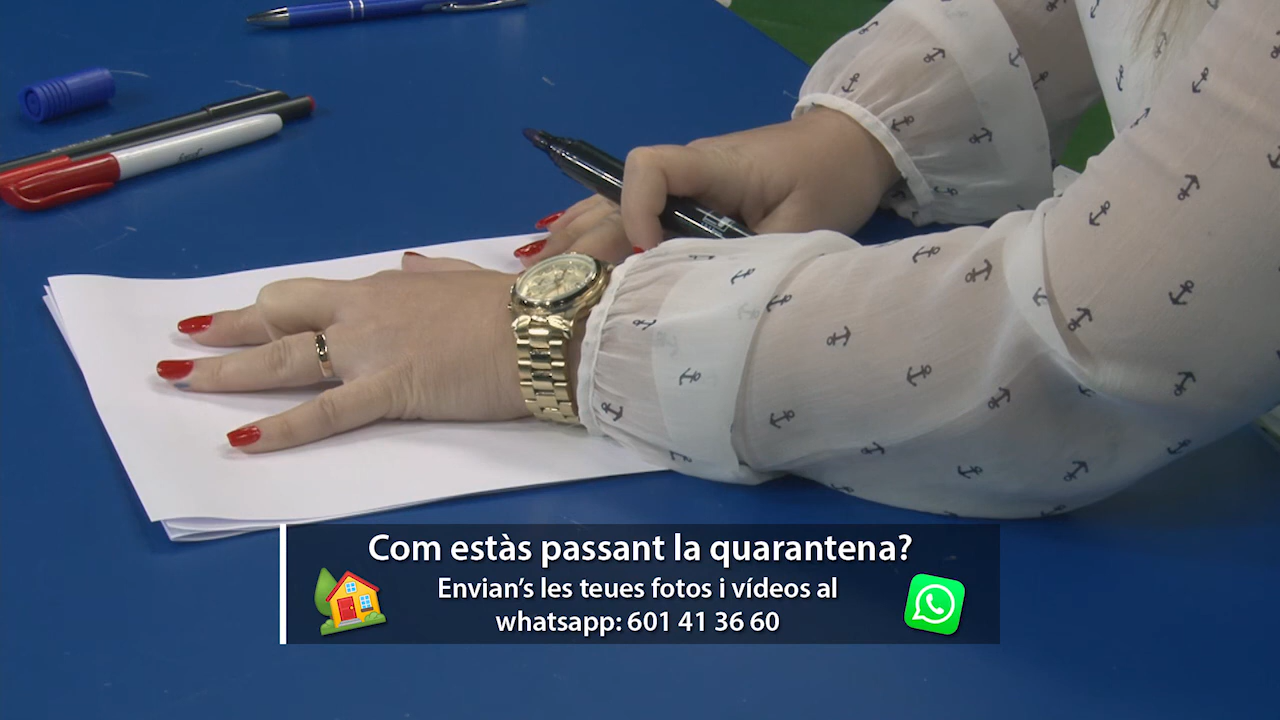 Com estàs passant la quarantena?
Envian’s les teues fotos i vídeos al
whatsapp: 601 41 36 60